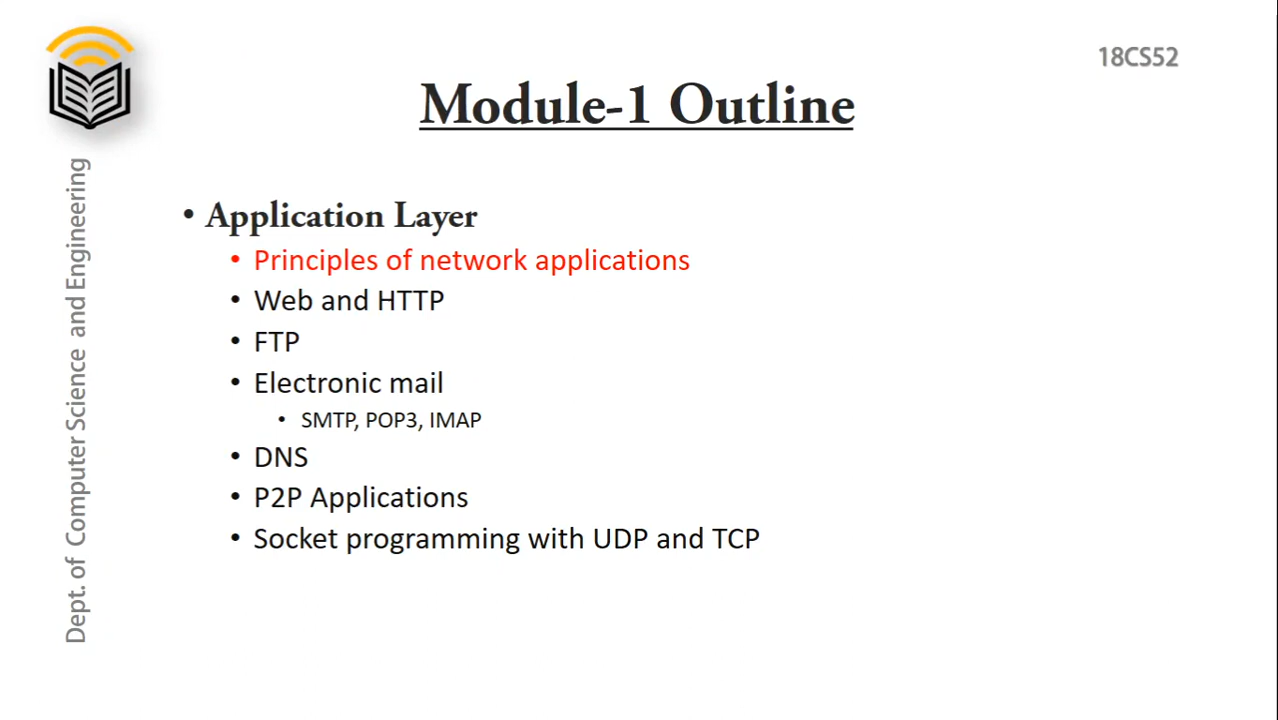 18CS52
Module-1 Outline
Dept. of Computer Science and Engineering
• Application Layer
• Principles of network applications
• Web and HTTP
• FTP
• Electronic mail
• SMTP, POP3, IMAP
• DNS
• P2P Applications
• Socket programming with UDP and TCP